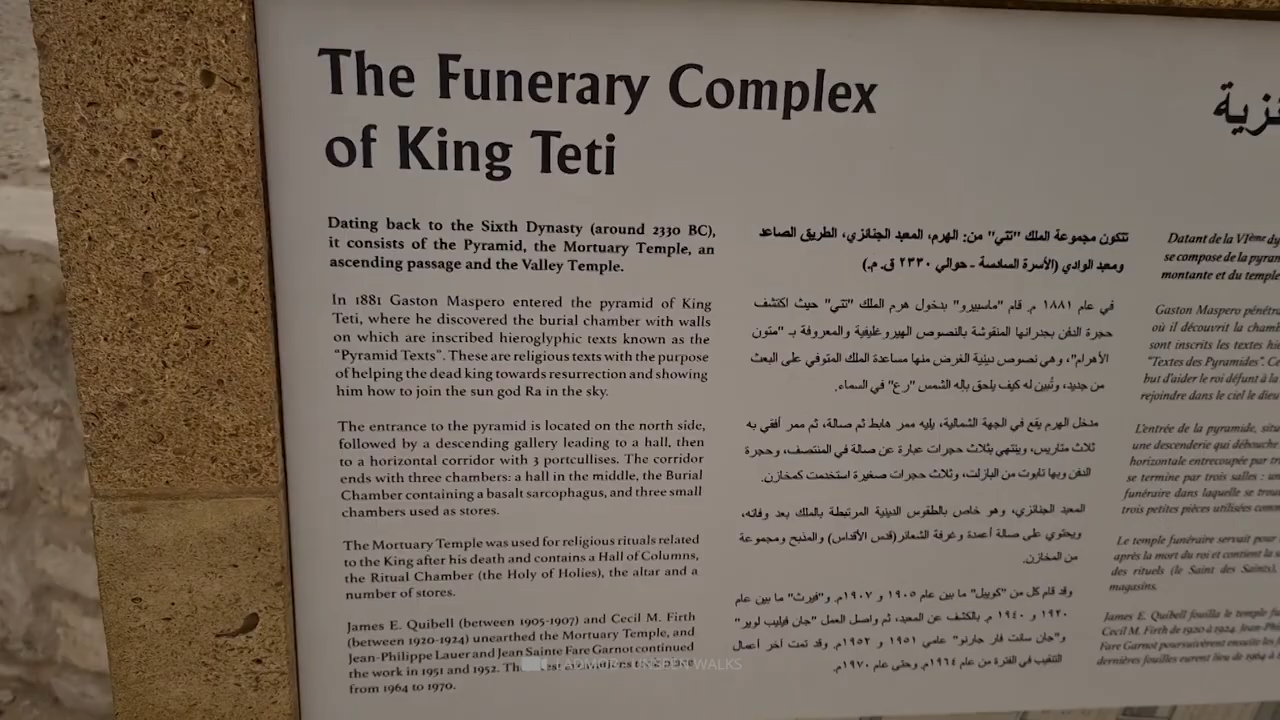 The Funerary Complex
of King Teti
Dating back to the Sixth Dynasty (around 2330 BC),
it consists of the Pyramid, the Mortuary Temple, an
ascending passage and the Valley Temple.
In 1881 Gaston Maspero entered the pyramid of King
Teti, where he discovered the burial chamber with walls
on which are inscribed hieroglyphic texts known as the
“Pyramid Texts”. These are religious texts with the purpose
of helping the dead king towards resurrection and showing
him how to join the sun god Ra in the sky.
The entrance to the pyramid is located on the north side,
followed by a descending gallery leading to a hall, then
to a horizontal corridor with 3 portcullises. The corridor
ends with three chambers: a hall in the middle, the Burial
Chamber containing a basalt sarcophagus, and three small
chambers used as stores.
The Mortuary Temple was used for religious rituals related
to the King after his death and contains a Hall of Columns,
the Ritual Chamber (the Holy of Holies), the altar and a
number of stores.
James E. Quibell (between 1905-1907) and Cecil M. Firth
(between 1920-1924) unearthed the Mortuary Temple, and
Jean-Philippe Lauer and Jean Sainte Fare Garnot continued
the work in 1951 and 1952.
from 1964 to 1970.
تتكون مجموعة الملك "تتي" من: الهرم، المعبد الجنائزي، الطريق الصاعد
ومعبد الوادي (الأسرة السادسة - حوالي ٢٣٣٠ ق.م.)
في عام ١٨٨١ م. قام "ماسبيرو" بدخول هرم الملك "تتي" حيث اكتشف
حجرة الدفن بجدرانها المنقوشة بالنصوص الهيروغليفية والمعروفة بـ "متون
الأهرام"، وهي نصوص دينية الغرض منها مساعدة الملك المتوفي على البعث
من جديد، وتُبين له كيف يلحق بإله الشمس "رع" في السماء.
مدخل الهرم يقع في الجهة الشمالية، يليه ممر هابط ثم صالة، ثم ممر أفقي به
ثلاث متاريس، وينتهي بثلاث حجرات عبارة عن صالة في المنتصف، وحجرة
الدفن وبها تابوت من البازلت، وثلاث حجرات صغيرة استخدمت كمخازن.
المعبد الجنائزي، وهو خاص بالطقوس الدينية المرتبطة بالملك بعد وفاته،
ويحتوي على صالة أعمدة وغرفة الشعائر(قدس الأقداس) والمذبح ومجموعة
من المخازن.
وقد قام كل من "كويبل" ما بين عام ١٩٠٥ و ١٩٠٧م. و"فيرث" ما بين عام
١٩٢٠ و ١٩٤٠ م. بالكشف عن المعبد، ثم واصل العمل "جان فيليب لوير"
و"جان سانت فار جارنو" عامي ١٩٥١ و ١٩٥٢م. وقد تمت آخر أعمال
التنقيب في الفترة من عام ١٩٦٤م. وحتى عام ١٩٧٠م.
Datant de la VIème
se compose de la
montante et du
Gaston Maspero
où il découvrit la
sont inscrits les textes
"Textes des Pyramides".
but d'aider le roi défunt à la
rejoindre dans le ciel le dieu
L'entrée de la pyramide,
une descenderie qui
horizontale entrecoupée par
se termine par trois salles :
funéraire dans laquelle se
trois petites pièces utilisées
Le temple funéraire servait pour
après la mort du roi et contient la
des rituels (le Saint des Saints),
magasins.
James E. Quibell fouilla le temple
Cecil M. Firth de 1920 à 1924.
Fare Garnot poursuivirent ensuite
dernières fouilles eurent lieu de 1964 à
UNSEEN WALKS